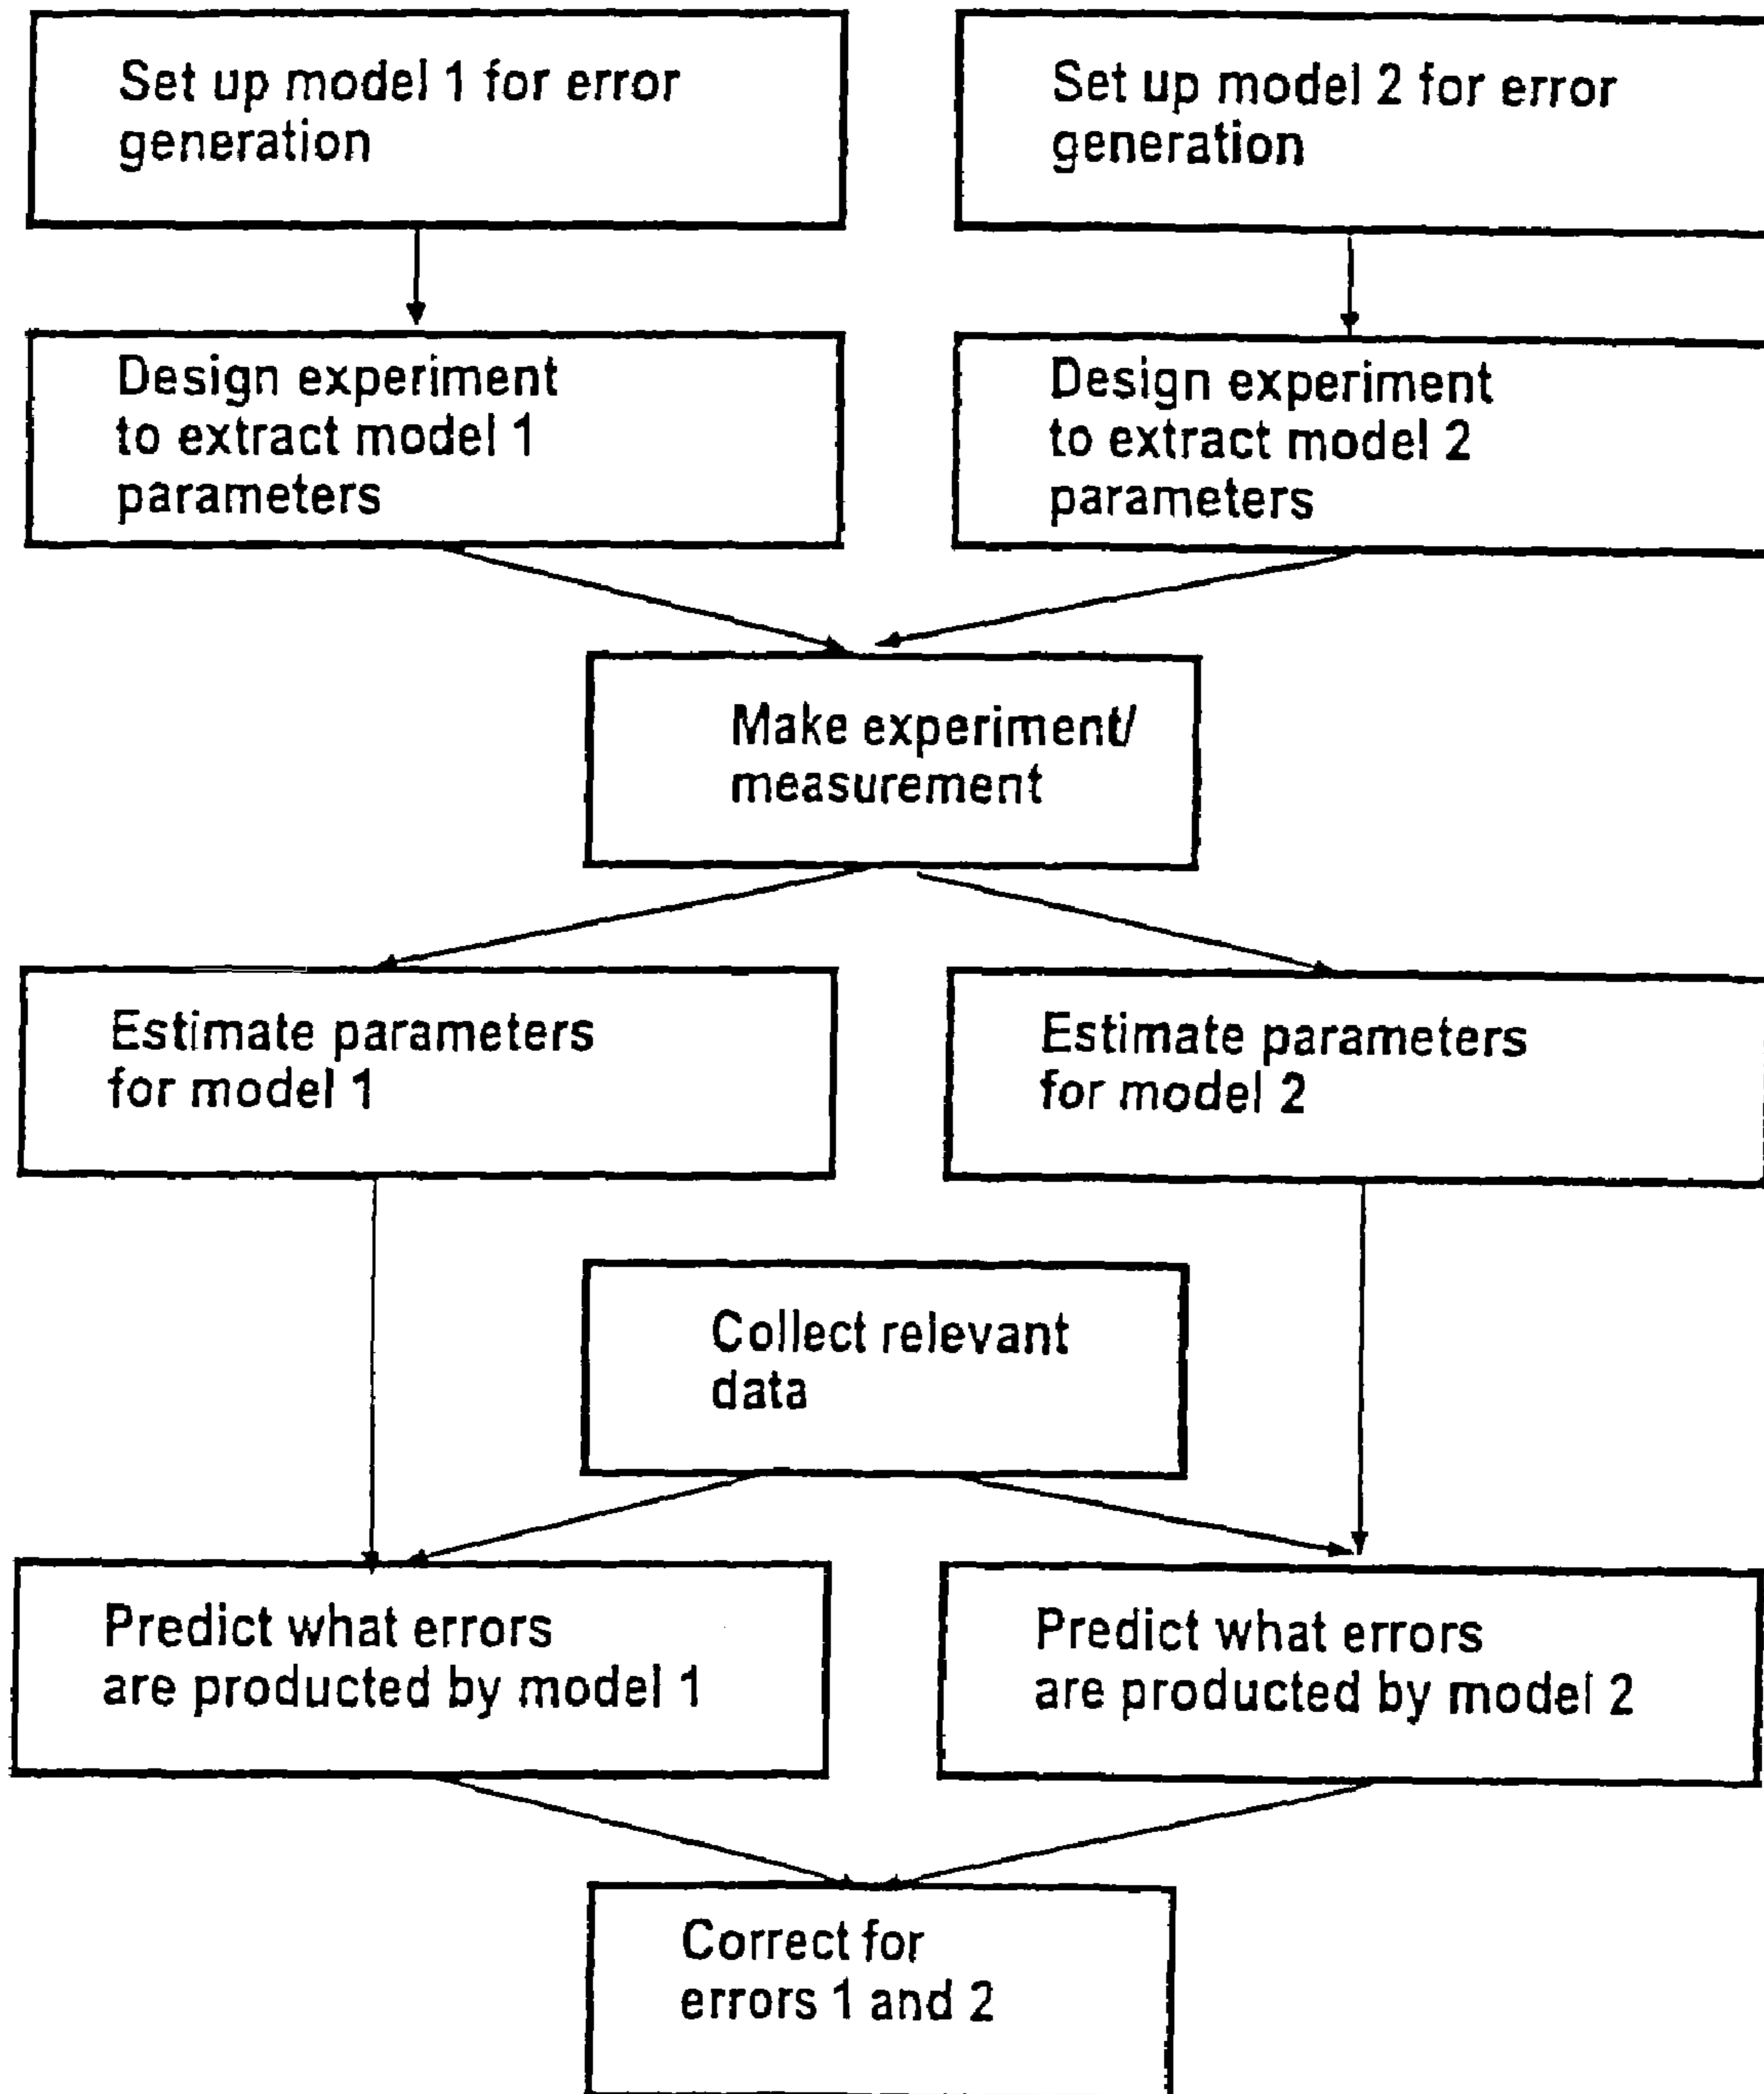 Set up model 1 for error
generation
Set up model 2 for error
generation
Design experiment
to extract model 1
parameters
Design experiment
to extract model 2
parameters
Make experiment/
measurement
Estimate parameters
for model 1
Estimate parameters
for model 2
Collect relevant
data
Predict what errors
are producted by model 1
Predict what errors
are producted by model 2
Correct for
errors 1 and 2